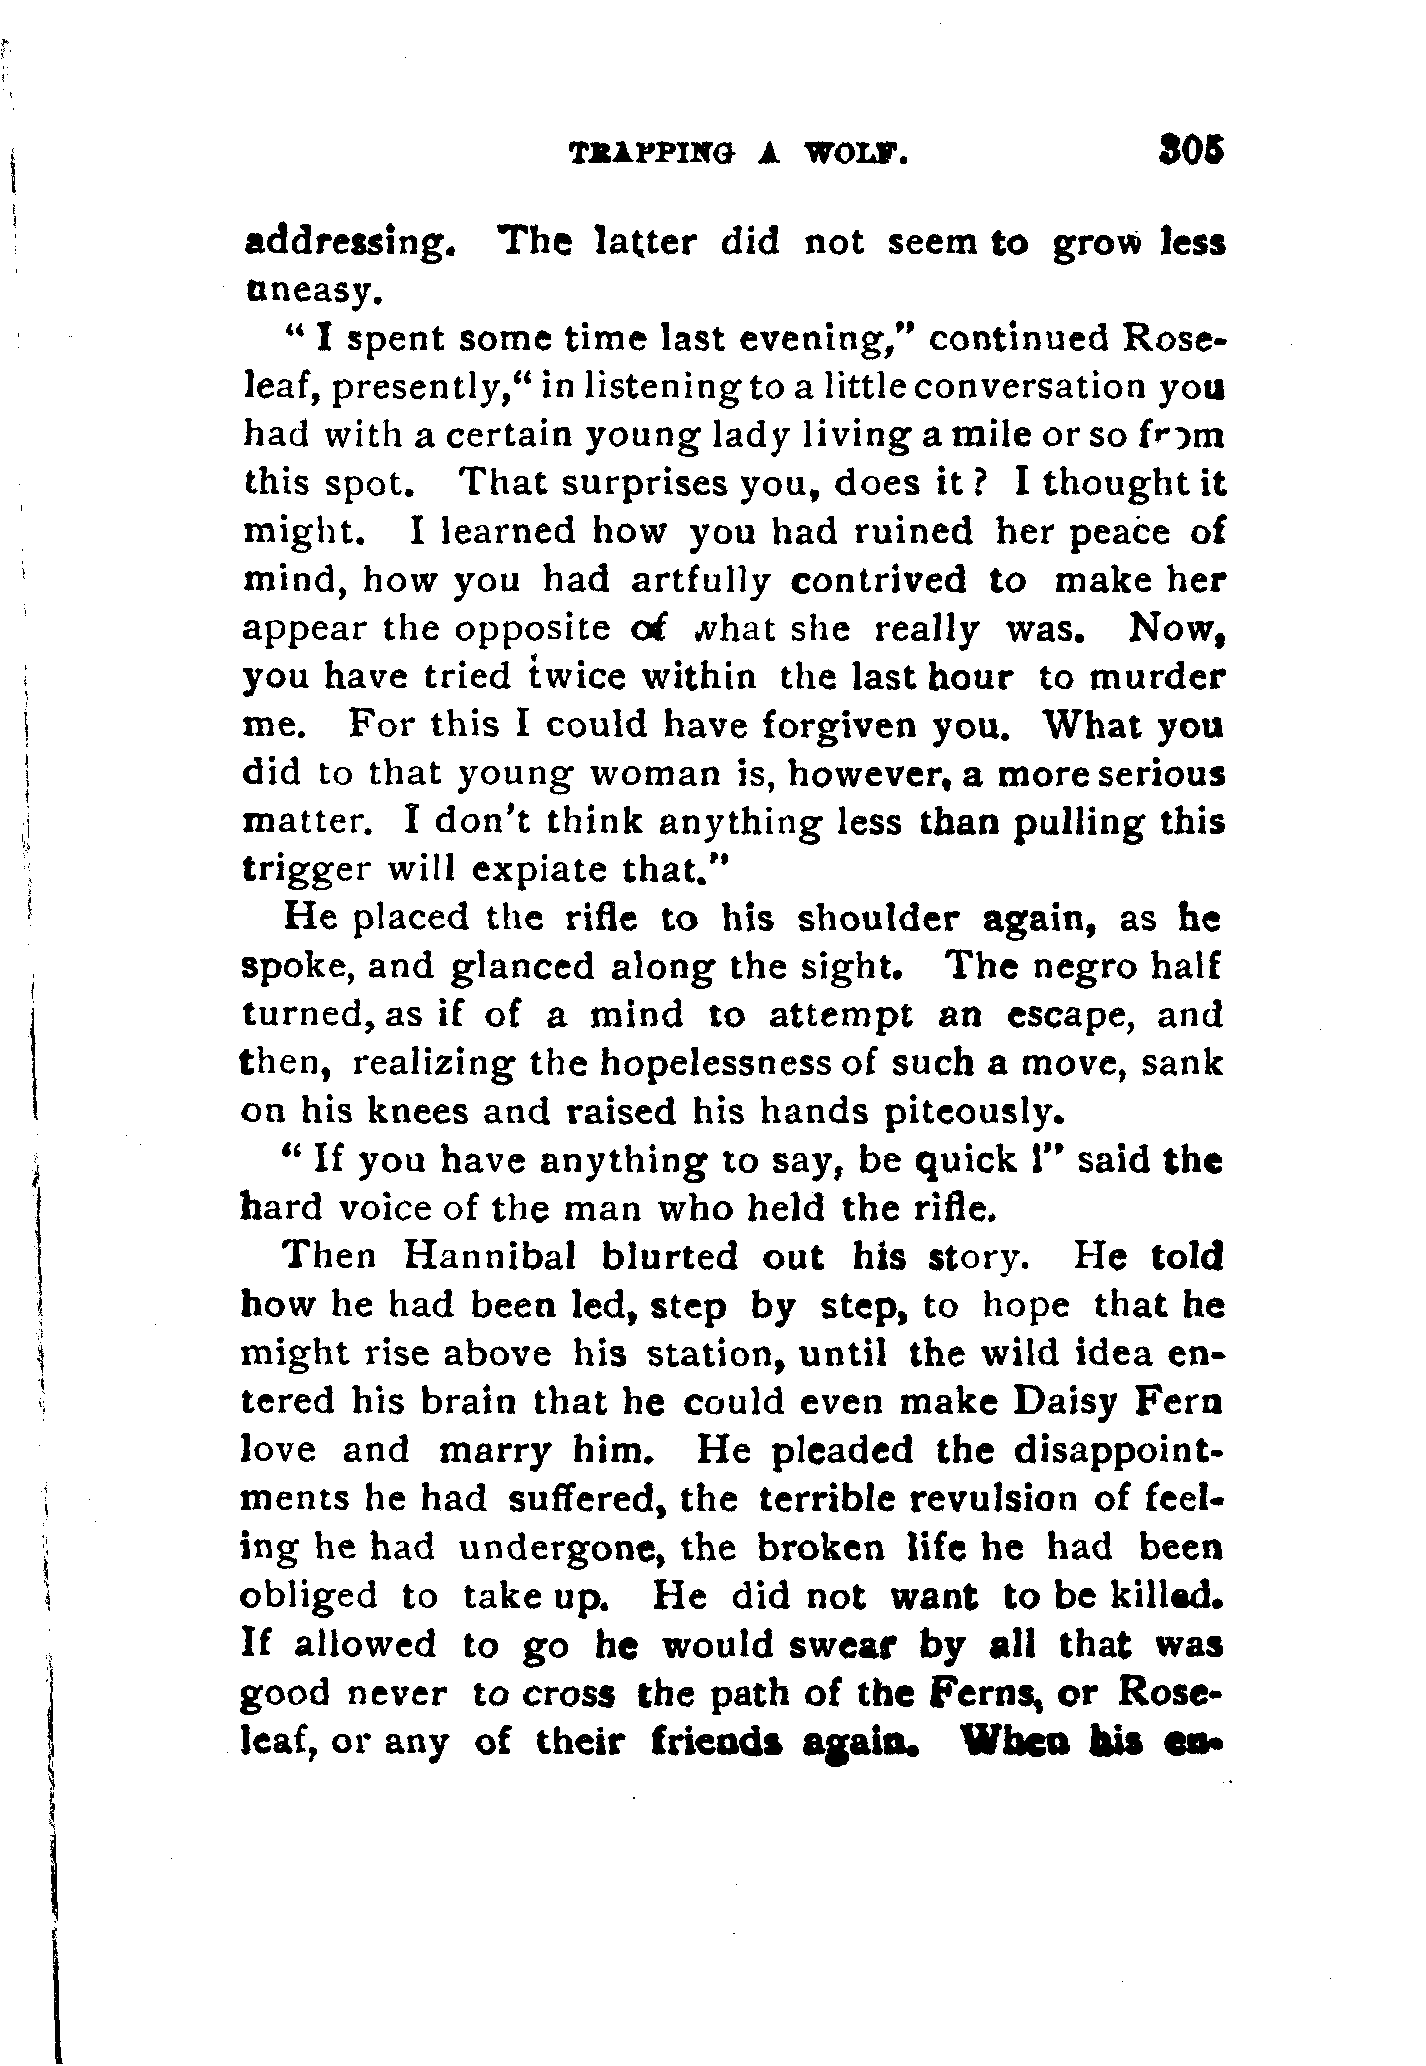 TRAPPING A WOLF. 305
addressing. The latter did not seem to grow less
uneasy.
" I spent some time last evening," continued Rose-
leaf, presently," in listening to a little conversation you
had with a certain young lady living a mile or so from
this spot. That surprises you, does it ? I thought it
might. I learned how you had ruined her peace of
mind, how you had artfully contrived to make her
appear the opposite of what she really was. Now,
you have tried twice within the last hour to murder
me. For this I could have forgiven you. What you
did to that young woman is, however, a more serious
matter. I don't think anything less than pulling this
trigger will expiate that."
He placed the rifle to his shoulder again, as he
spoke, and glanced along the sight. The negro half
turned, as if of a mind to attempt an escape, and
then, realizing the hopelessness of such a move, sank
on his knees and raised his hands piteously.
" If you have anything to say, be quick !" said the
hard voice of the man who held the rifle.
Then Hannibal blurted out his story. He told
how he had been led, step by step, to hope that he
might rise above his station, until the wild idea en-
tered his brain that he could even make Daisy Fern
love and marry him. He pleaded the disappoint-
ments he had suffered, the terrible revulsion of feel-
ing he had undergone, the broken life he had been
obliged to take up. He did not want to be killed.
If allowed to go he would swear by all that was
good never to cross the path of the Ferns, or Rose-
leaf, or any of their friends again. When his en-